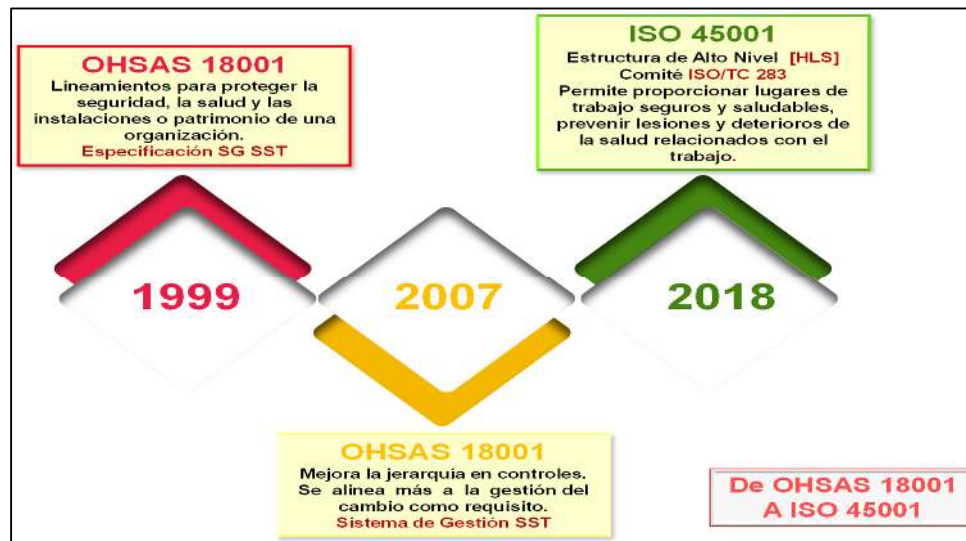 OHSAS 18001
Lineamientos para proteger la
seguridad, la salud y las
instalaciones o patrimonio de una
organización.
Especificación SG SST
ISO 45001
Estructura de Alto Nivel [HLS]
Comité ISO/TC 283
Permite proporcionar lugares de
trabajo seguros y saludables,
prevenir lesiones y deterioros de
la salud relacionados con el
trabajo.
1999
2007
2018
OHSAS 18001
Mejora la jerarquía en controles.
Se alinea más a la gestión del
cambio como requisito.
Sistema de Gestión SST
De OHSAS 18001
A ISO 45001